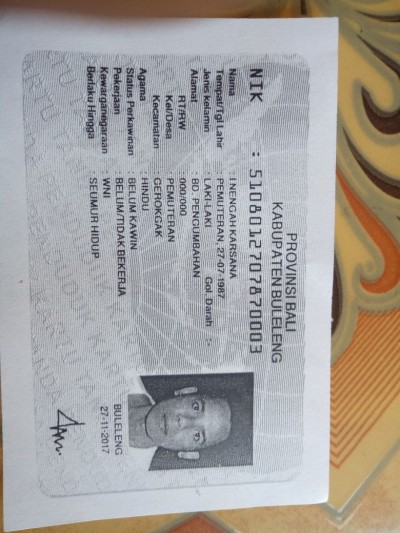 PROVINSI BALI
KABUPATEN BULELENG
NIK : 5108012707870003
Nama : I NENGAH KARSANA
Tempat/Tgl Lahir : PEMUTERAN, 27-07-1987
Jenis kelamin : LAKI-LAKI Gol. Darah : -
Alamat : BD. PENGUMBAHAN
RT/RW : 000/000
Kel/Desa : PEMUTERAN
Kecamatan : GEROKGAK
Agama : HINDU
Status Perkawinan : BELUM KAWIN
Pekerjaan : BELUM/TIDAK BEKERJA
Kewarganegaraan : WNI
Berlaku Hingga : SEUMUR HIDUP
BULELENG
27-11-2017